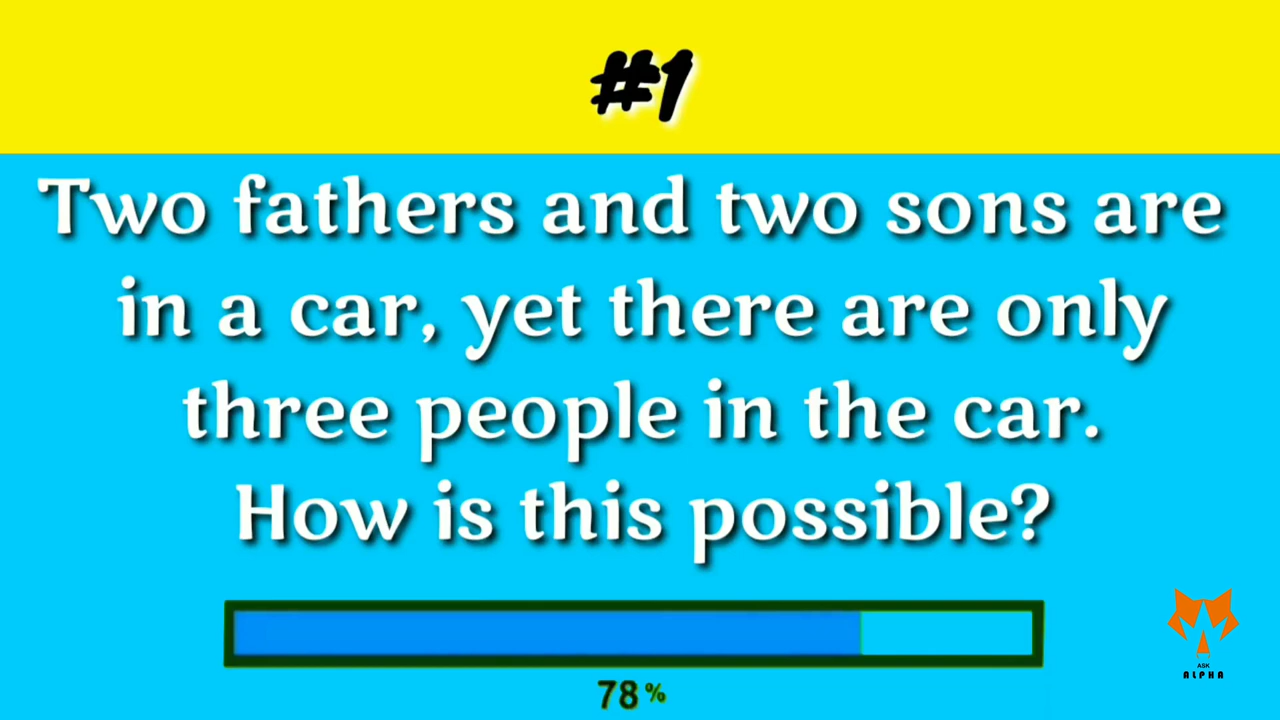 #1
Two fathers and two sons are
in a car, yet there are only
three people in the car.
How is this possible?
78%
ASK
ALPHA